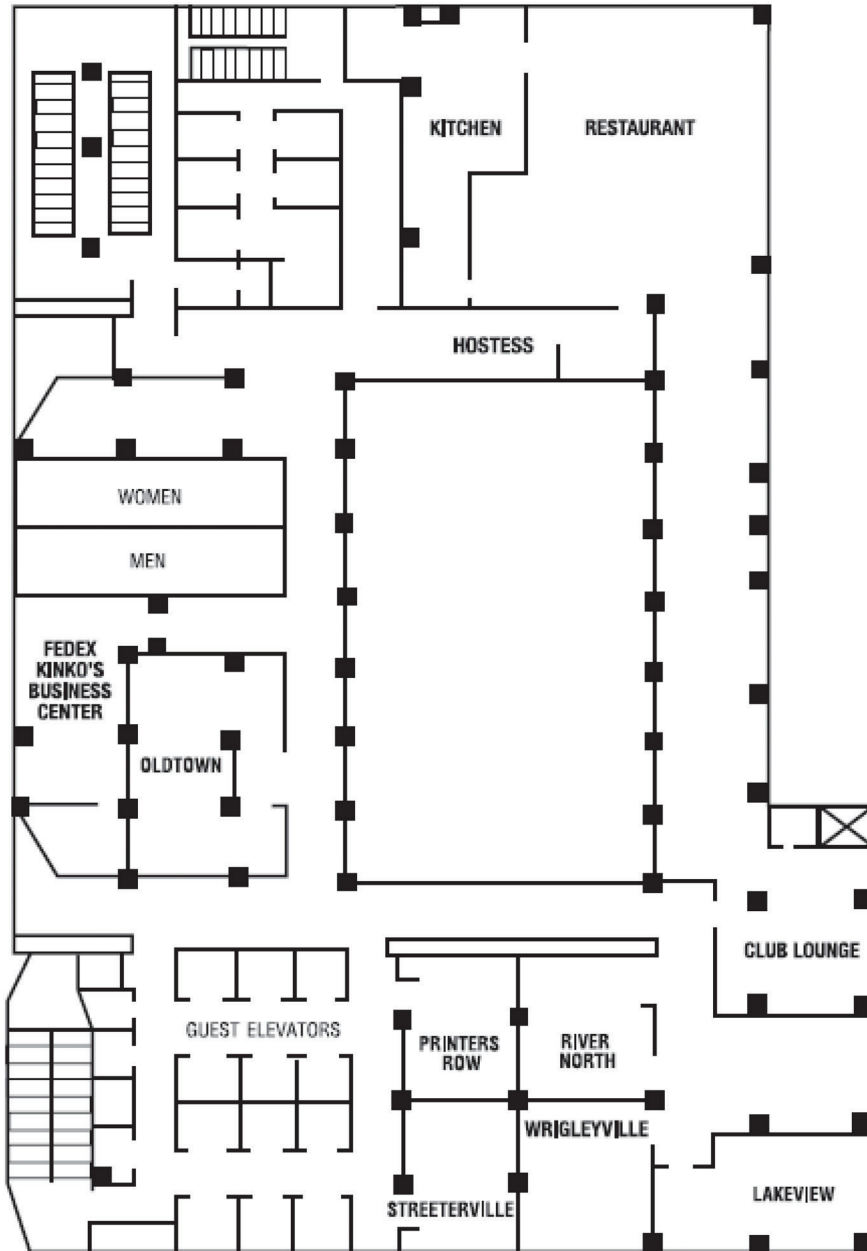 KITCHEN
RESTAURANT
HOSTESS
WOMEN
MEN
FEDEX
KINKO'S
BUSINESS
CENTER
OLDTOWN
CLUB LOUNGE
GUEST ELEVATORS
PRINTERS
ROW
RIVER
NORTH
WRIGLEYVILLE
STREETERVILLE
LAKEVIEW